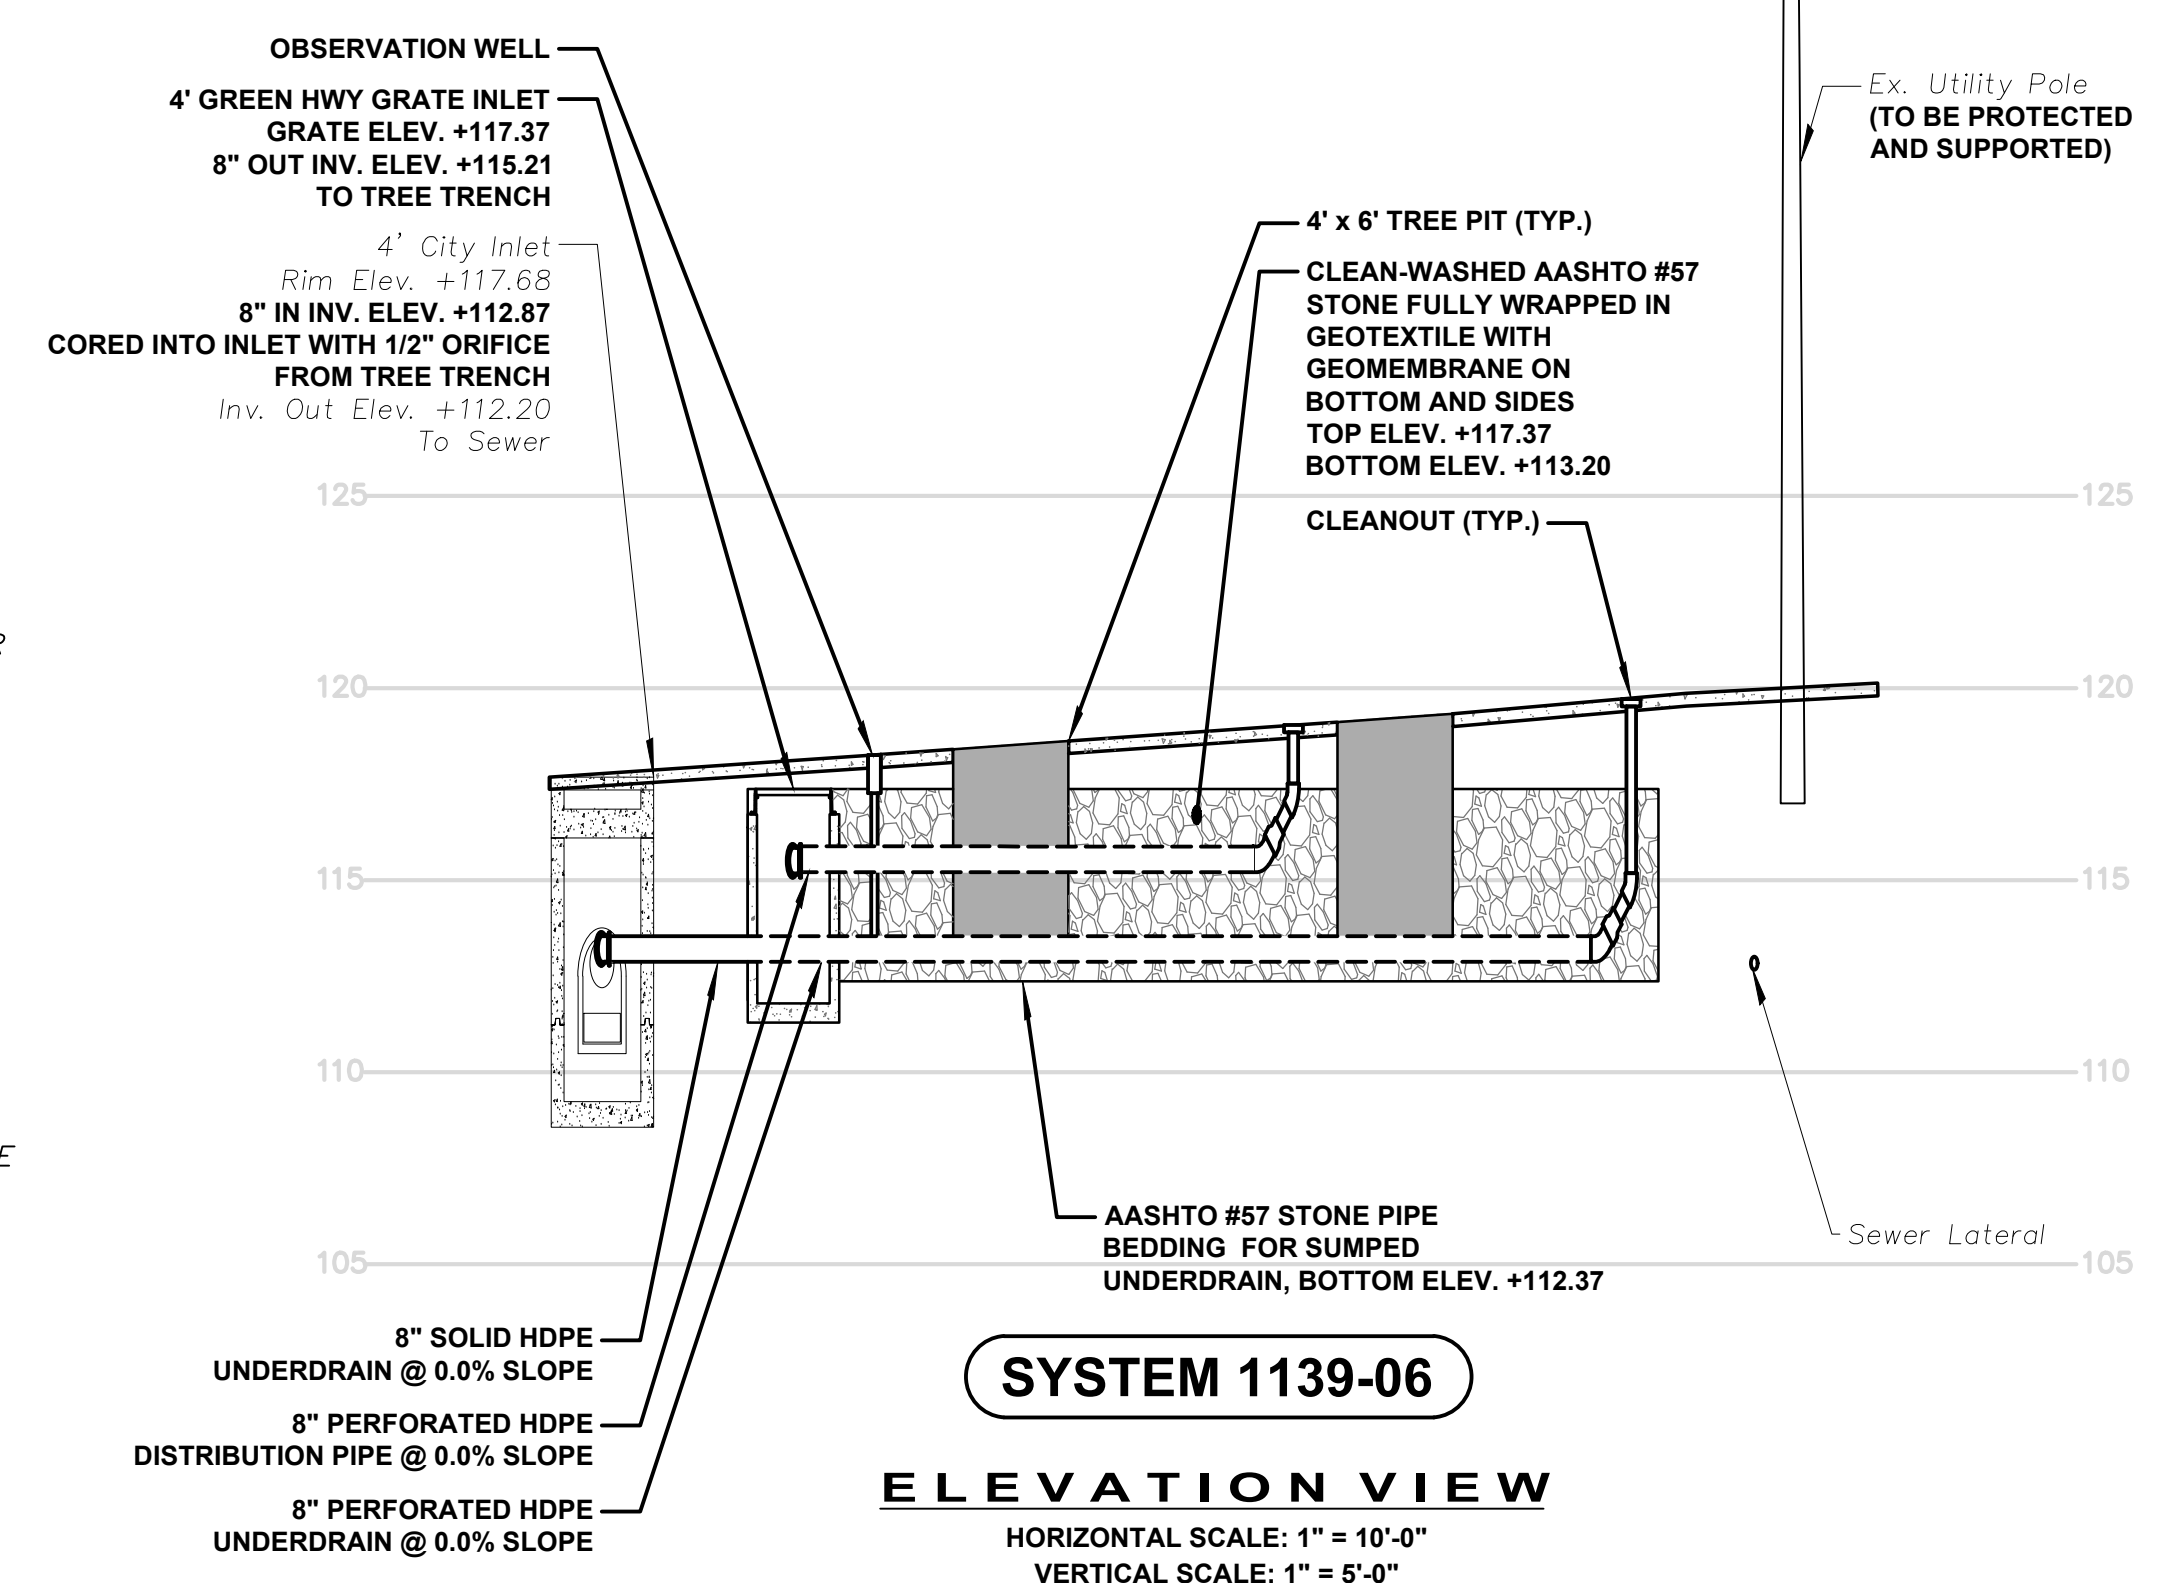 OBSERVATION WELL
4' GREEN HWY GRATE INLET
GRATE ELEV. +117.37
8" OUT INV. ELEV. +115.21
TO TREE TRENCH
4' City Inlet
Rim Elev. +117.68
8" IN INV. ELEV. +112.87
CORED INTO INLET WITH 1/2" ORIFICE
FROM TREE TRENCH
Inv. Out Elev. +112.20
To Sewer
Ex. Utility Pole
(TO BE PROTECTED
AND SUPPORTED)
4' x 6' TREE PIT (TYP.)
CLEAN-WASHED AASHTO #57
STONE FULLY WRAPPED IN
GEOTEXTILE WITH
GEOMEMBRANE ON
BOTTOM AND SIDES
TOP ELEV. +117.37
BOTTOM ELEV. +113.20
CLEANOUT (TYP.)
125
125
120
120
115
115
110
110
105
105
AASHTO #57 STONE PIPE
BEDDING FOR SUMPED
UNDERDRAIN, BOTTOM ELEV. +112.37
Sewer Lateral
8" SOLID HDPE
UNDERDRAIN @ 0.0% SLOPE
8" PERFORATED HDPE
DISTRIBUTION PIPE @ 0.0% SLOPE
8" PERFORATED HDPE
UNDERDRAIN @ 0.0% SLOPE
SYSTEM 1139-06
ELEVATION VIEW
HORIZONTAL SCALE: 1" = 10'-0"
VERTICAL SCALE: 1" = 5'-0"